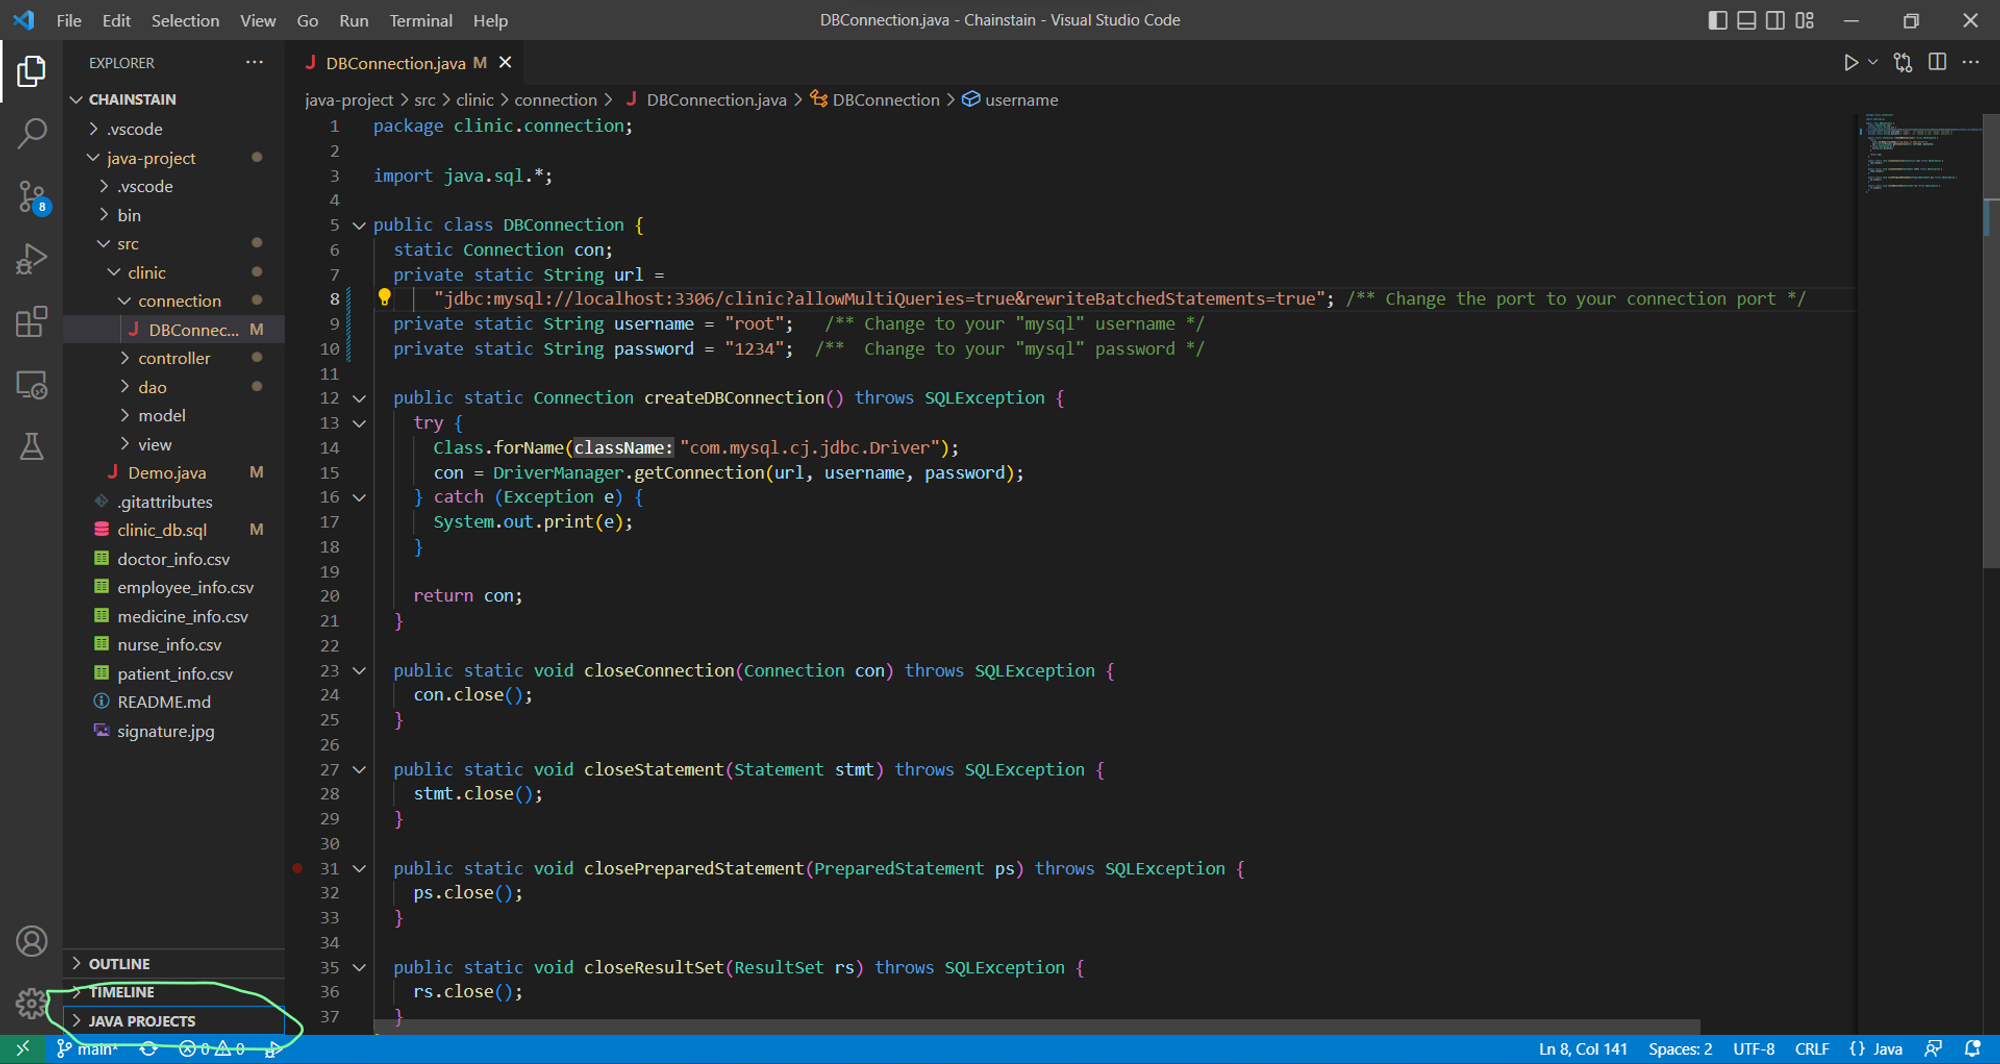 File Edit Selection View Go Run Terminal Help
DBConnection.java - Chainstain - Visual Studio Code
EXPLORER
CHAINSTAIN
.vscode
java-project
.vscode
bin
src
clinic
connection
DBConnec... M
controller
dao
model
view
Demo.java M
.gitattributes
clinic_db.sql M
doctor_info.csv
employee_info.csv
medicine_info.csv
nurse_info.csv
patient_info.csv
README.md
signature.jpg
OUTLINE
TIMELINE
JAVA PROJECTS
8
DBConnection.java M
java-project > src > clinic > connection > DBConnection.java > DBConnection > username
1 package clinic.connection;
2
3 import java.sql.*;
4
5 public class DBConnection {
6 static Connection con;
7 private static String url =
8 "jdbc:mysql://localhost:3306/clinic?allowMultiQueries=true&rewriteBatchedStatements=true"; /** Change the port to your connection port */
9 private static String username = "root"; /** Change to your "mysql" username */
10 private static String password = "1234"; /** Change to your "mysql" password */
11
12 public static Connection createDBConnection() throws SQLException {
13 try {
14 Class.forName(className: "com.mysql.cj.jdbc.Driver");
15 con = DriverManager.getConnection(url, username, password);
16 } catch (Exception e) {
17 System.out.print(e);
18 }
19
20 return con;
21 }
22
23 public static void closeConnection(Connection con) throws SQLException {
24 con.close();
25 }
26
27 public static void closeStatement(Statement stmt) throws SQLException {
28 stmt.close();
29 }
30
31 public static void closePreparedStatement(PreparedStatement ps) throws SQLException {
32 ps.close();
33 }
34
35 public static void closeResultSet(ResultSet rs) throws SQLException {
36 rs.close();
37 }
main* 0 0
Ln 8, Col 141 Spaces: 2 UTF-8 CRLF {} Java